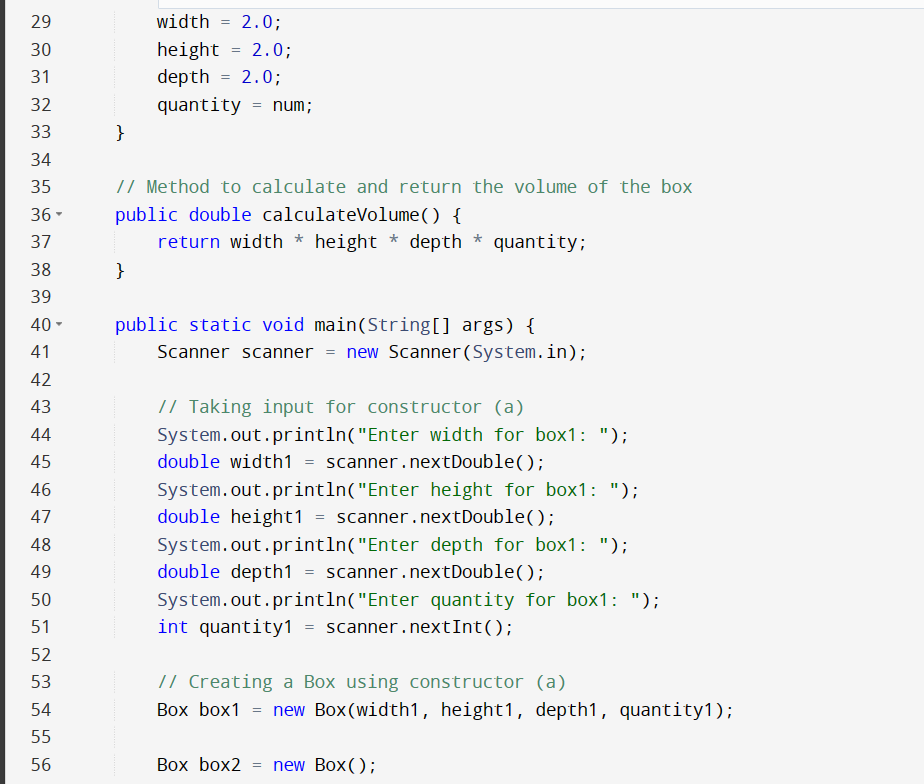 29 width = 2.0;
30 height = 2.0;
31 depth = 2.0;
32 quantity = num;
33 }
34
35 // Method to calculate and return the volume of the box
36 public double calculateVolume() {
37 return width * height * depth * quantity;
38 }
39
40 public static void main(String[] args) {
41 Scanner scanner = new Scanner(System.in);
42
43 // Taking input for constructor (a)
44 System.out.println("Enter width for box1: ");
45 double width1 = scanner.nextDouble();
46 System.out.println("Enter height for box1: ");
47 double height1 = scanner.nextDouble();
48 System.out.println("Enter depth for box1: ");
49 double depth1 = scanner.nextDouble();
50 System.out.println("Enter quantity for box1: ");
51 int quantity1 = scanner.nextInt();
52
53 // Creating a Box using constructor (a)
54 Box box1 = new Box(width1, height1, depth1, quantity1);
55
56 Box box2 = new Box();